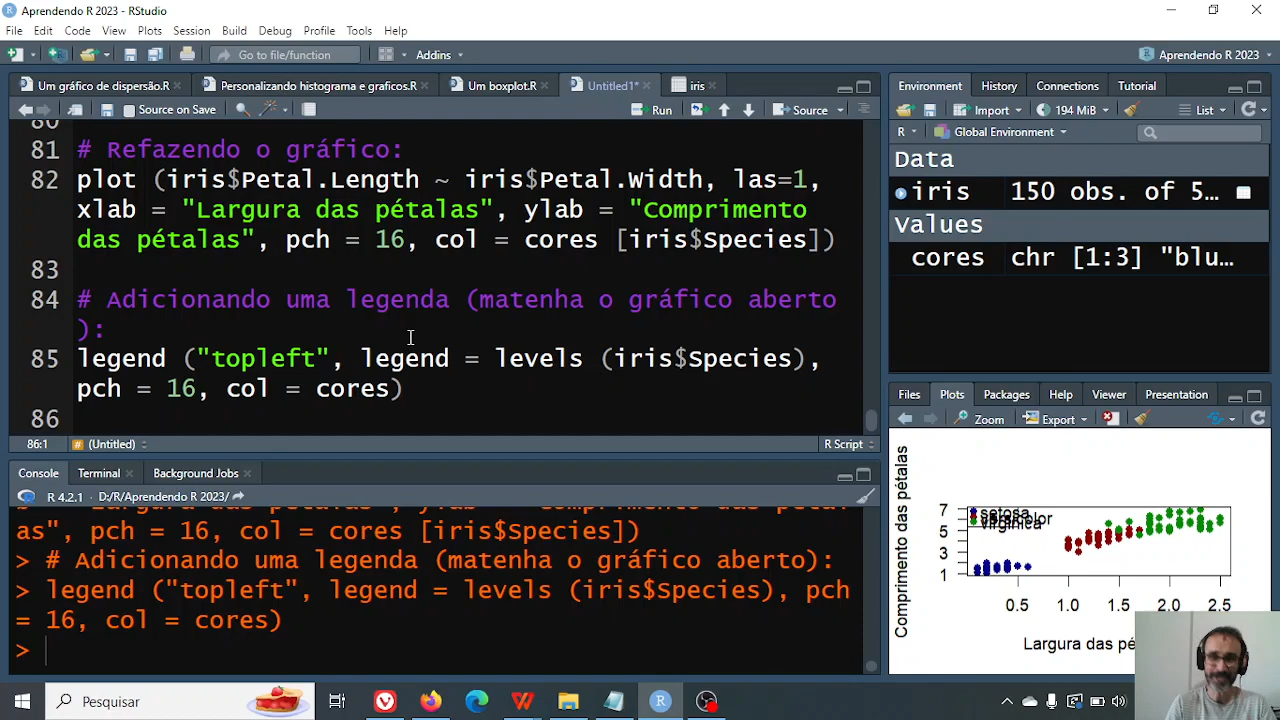 Aprendendo R 2023 - RStudio
File Edit Code View Plots Session Build Debug Profile Tools Help
Go to file/function Addins Aprendendo R 2023
Um gráfico de dispersão.R Personalizando histograma e graficos.R Um boxplot.R Untitled1* iris
Source on Save Run Source
80
81 # Refazendo o gráfico:
82 plot (iris$Petal.Length ~ iris$Petal.Width, las=1,
xlab = "Largura das pétalas", ylab = "Comprimento
das pétalas", pch = 16, col = cores [iris$Species])
83
84 # Adicionando uma legenda (matenha o gráfico aberto
):
85 legend ("topleft", legend = levels (iris$Species),
pch = 16, col = cores)
86
86:1 (Untitled) R Script
Console Terminal Background Jobs
R 4.2.1 · D:/R/Aprendendo R 2023/
as", pch = 16, col = cores [iris$Species])
> # Adicionando uma legenda (matenha o gráfico aberto):
> legend ("topleft", legend = levels (iris$Species), pch
= 16, col = cores)
>
Environment History Connections Tutorial
Import 194 MiB List
R Global Environment
Data
iris 150 obs. of 5…
Values
cores chr [1:3] "blu…
Files Plots Packages Help Viewer Presentation
Zoom Export
Comprimento das pétalas
7
5
3
1
setosa
versicolor
virginica
0.5 1.0 1.5 2.0 2.5
Largura das pé
Pesquisar